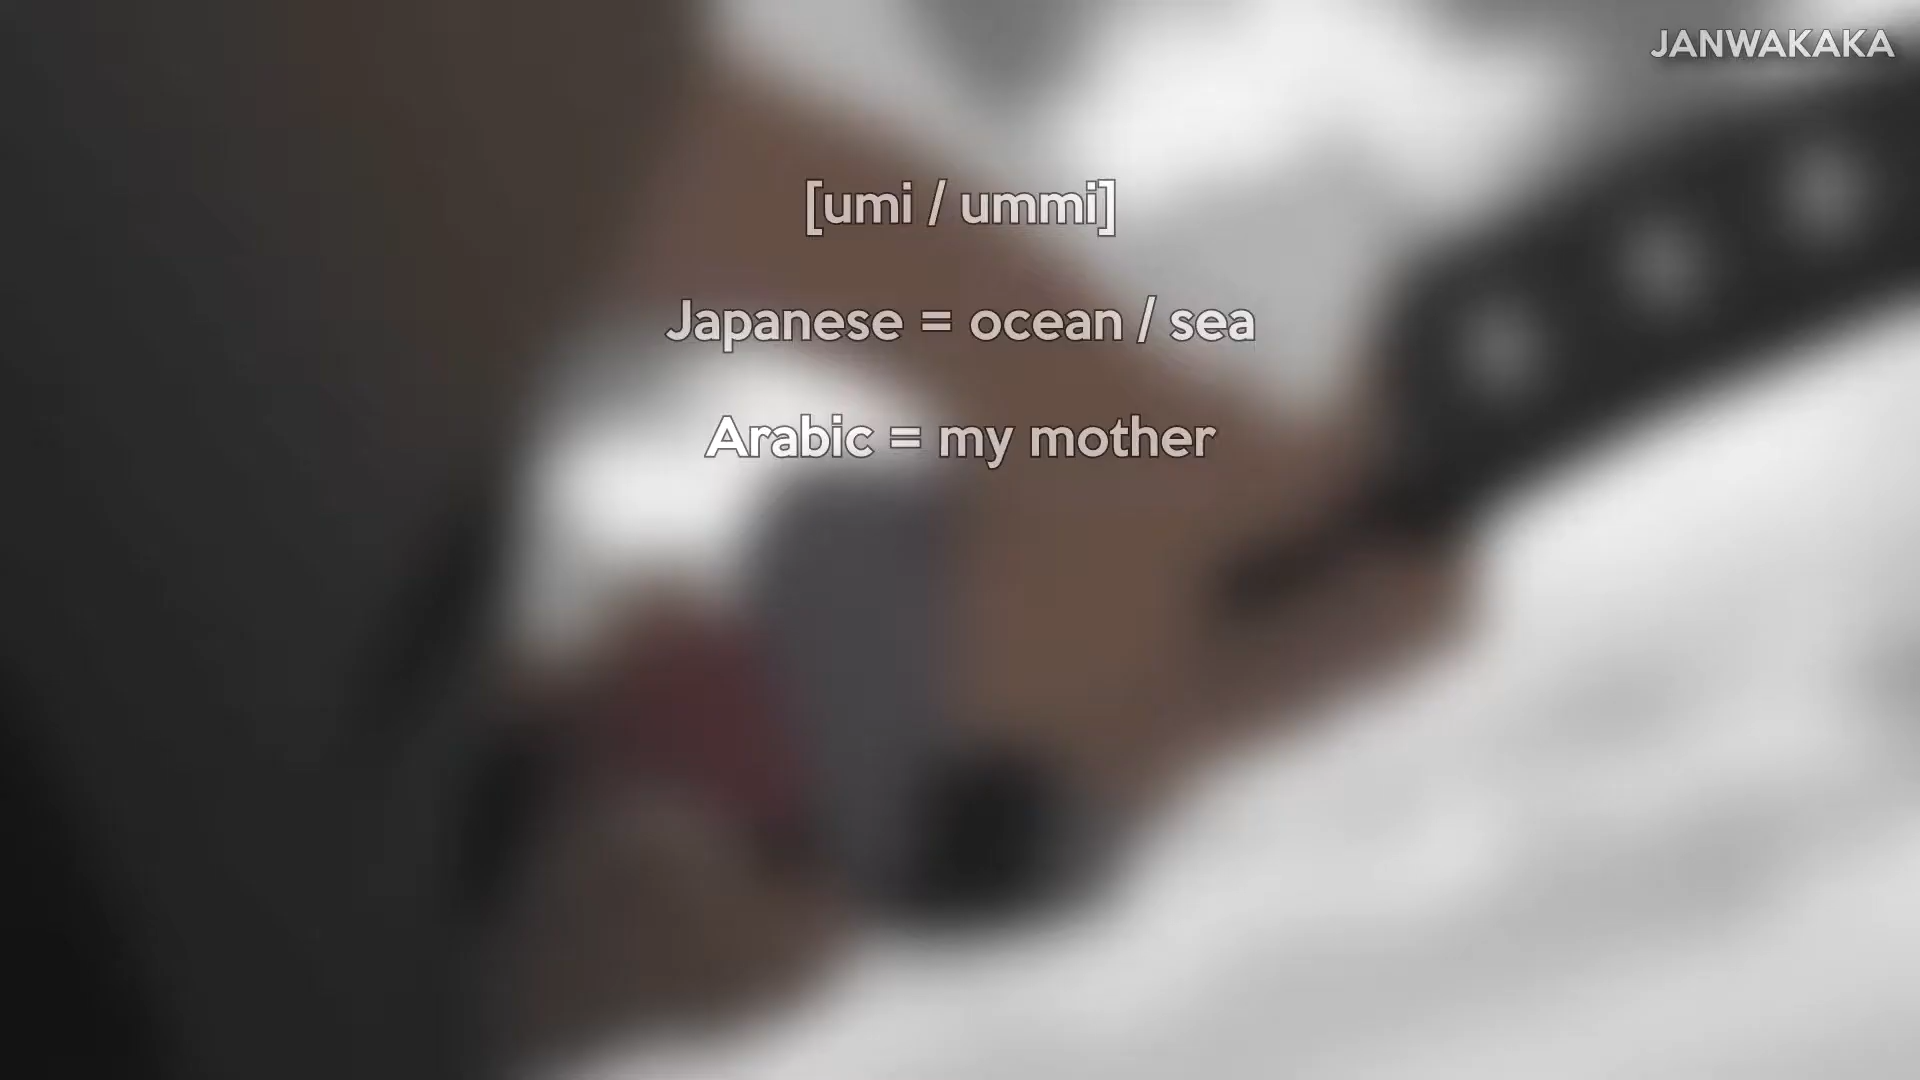 JANWAKAKA
[umi / ummi]
Japanese = ocean / sea
Arabic = my mother